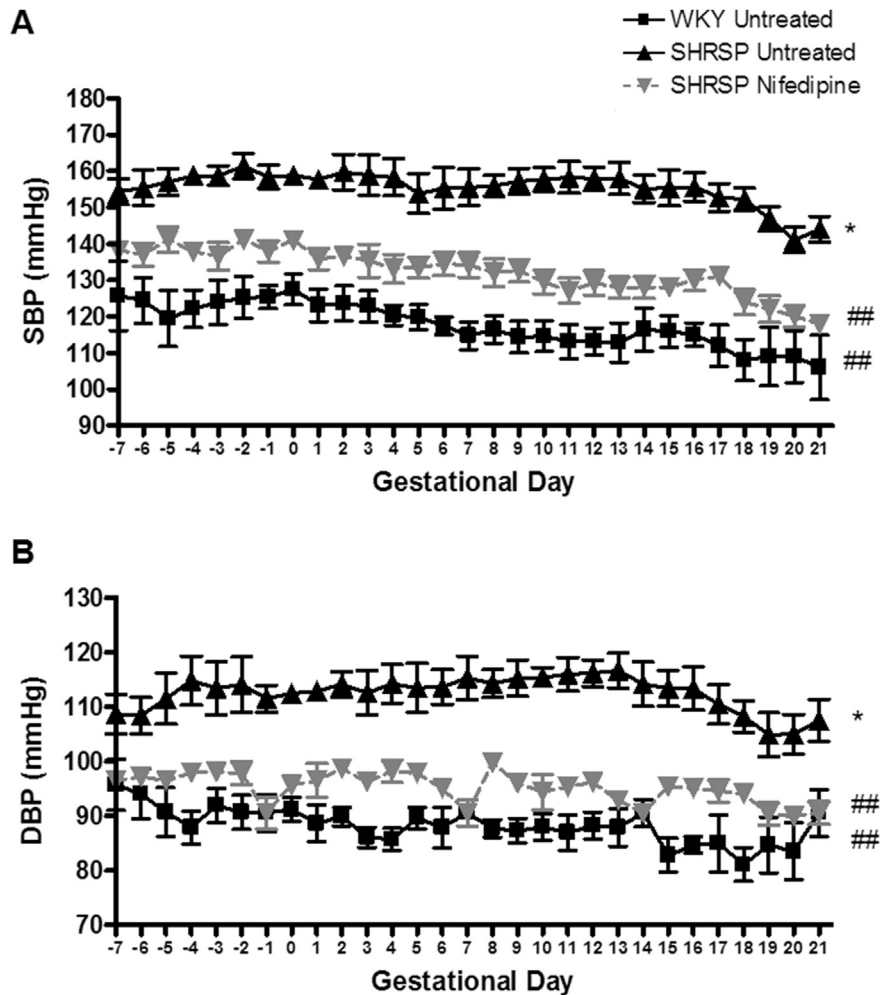 A
WKY Untreated
SHRSP Untreated
SHRSP Nifedipine
180
170
160
150
140
130
120
110
100
90
SBP (mmHg)
*
##
##
-7 -6 -5 -4 -3 -2 -1 0 1 2 3 4 5 6 7 8 9 10 11 12 13 14 15 16 17 18 19 20 21
Gestational Day
B
130
120
110
100
90
80
70
DBP (mmHg)
*
##
##
-7 -6 -5 -4 -3 -2 -1 0 1 2 3 4 5 6 7 8 9 10 11 12 13 14 15 16 17 18 19 20 21
Gestational Day